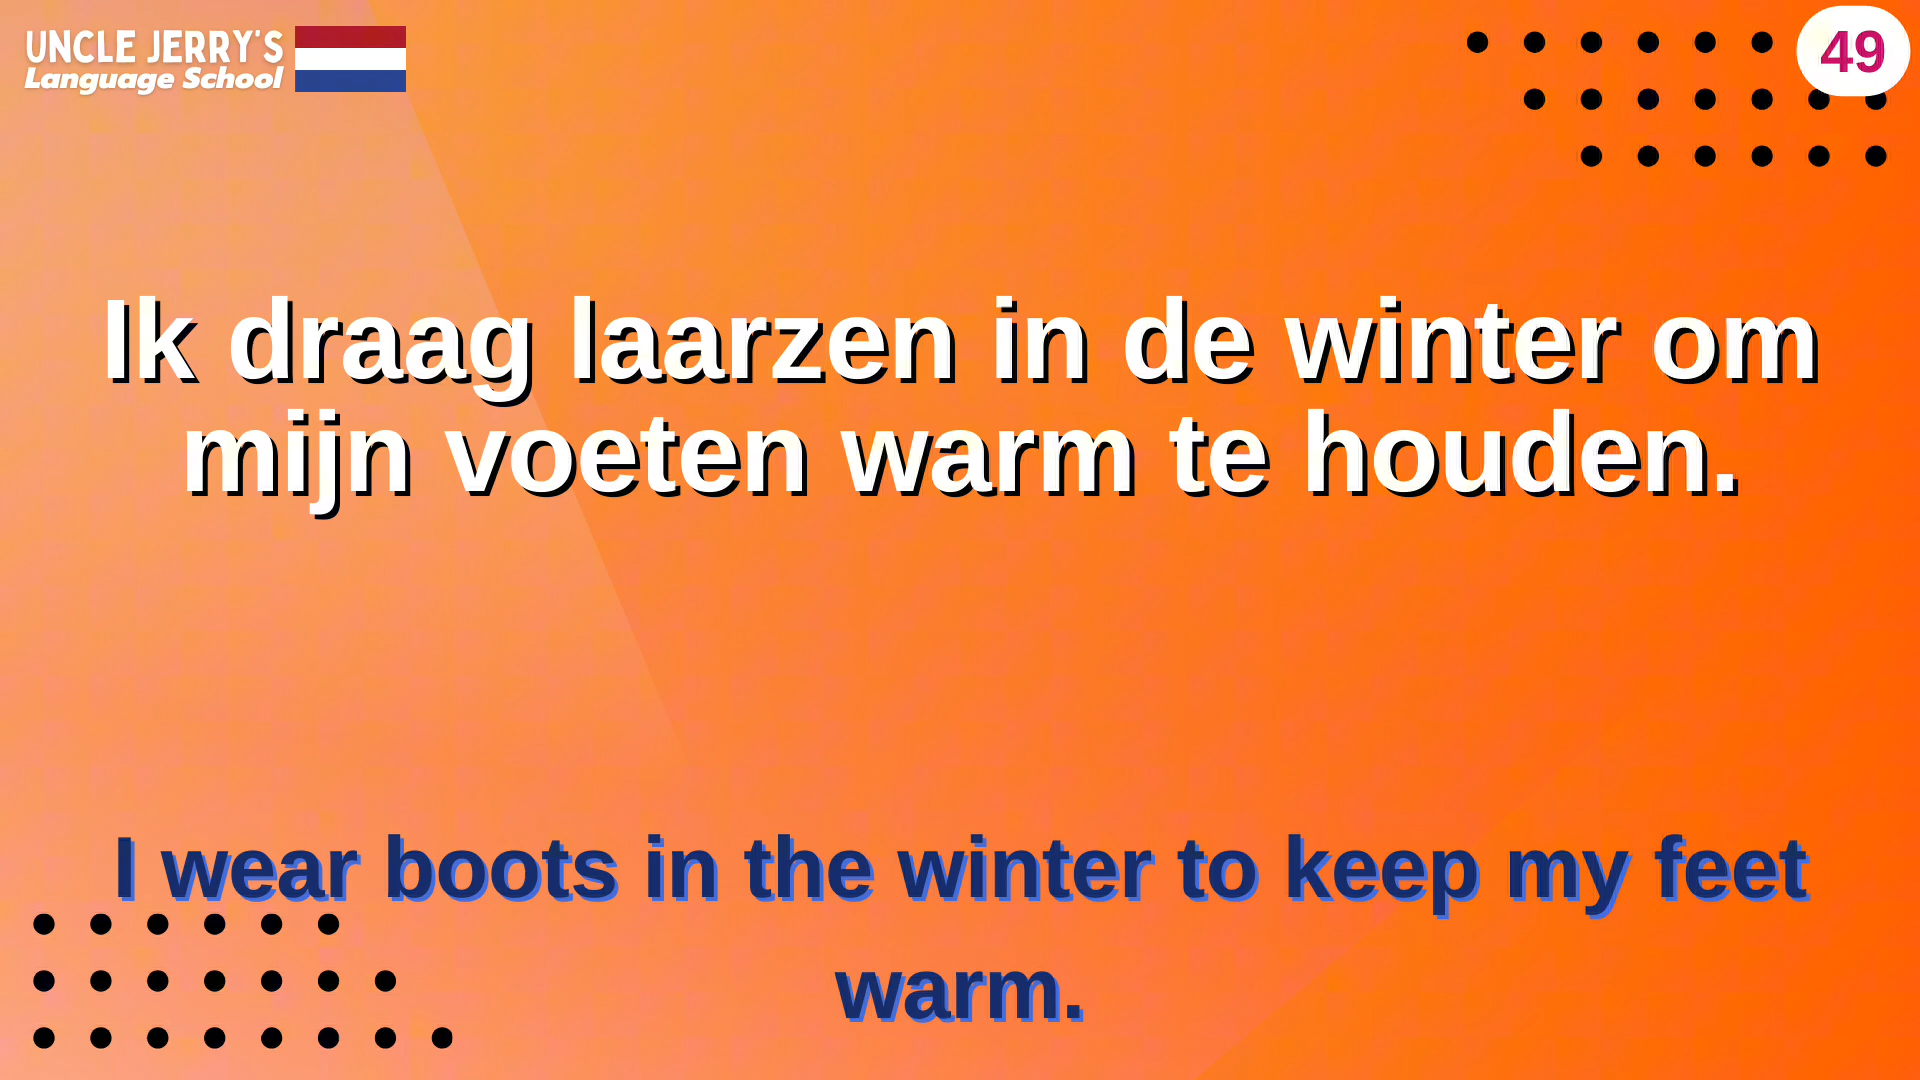 UNCLE JERRY'S
Language School
49
Ik draag laarzen in de winter om
mijn voeten warm te houden.
I wear boots in the winter to keep my feet
warm.